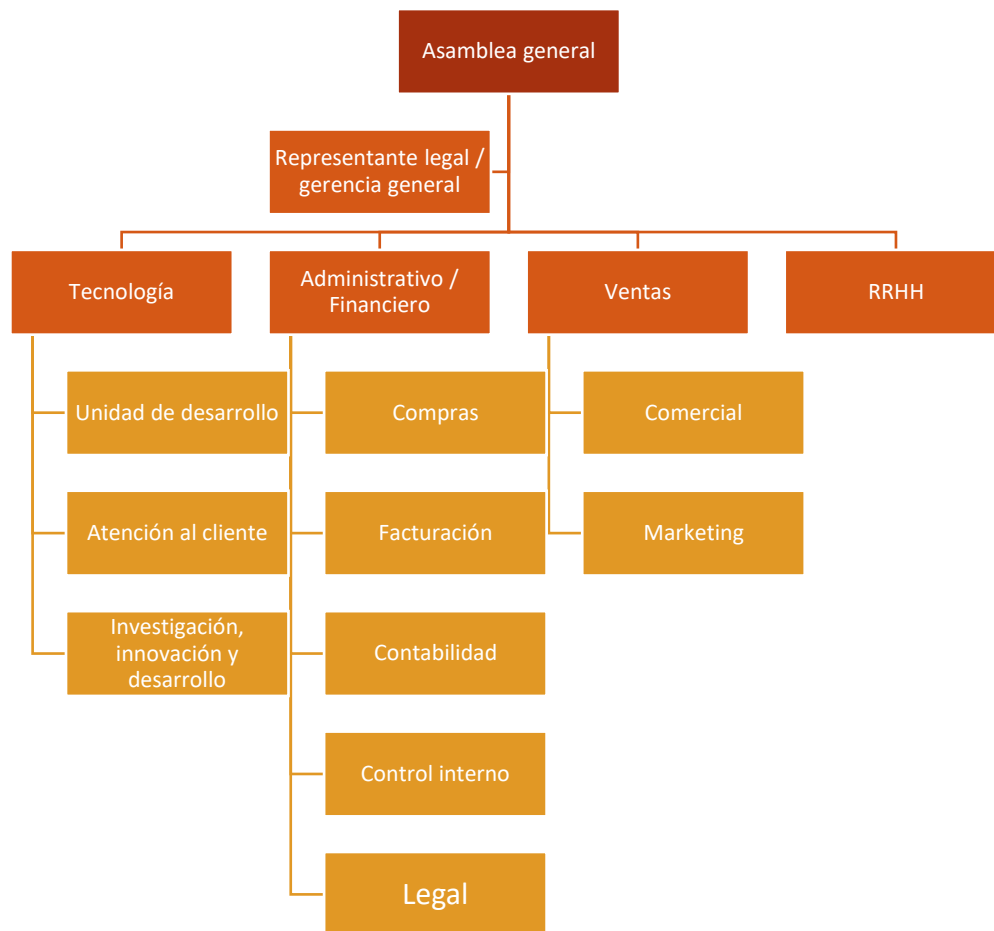 Asamblea general
Representante legal /
gerencia general
Tecnología
Administrativo /
Financiero
Ventas
RRHH
Unidad de desarrollo
Compras
Comercial
Atención al cliente
Facturación
Marketing
Investigación,
innovación y
desarrollo
Contabilidad
Control interno
Legal